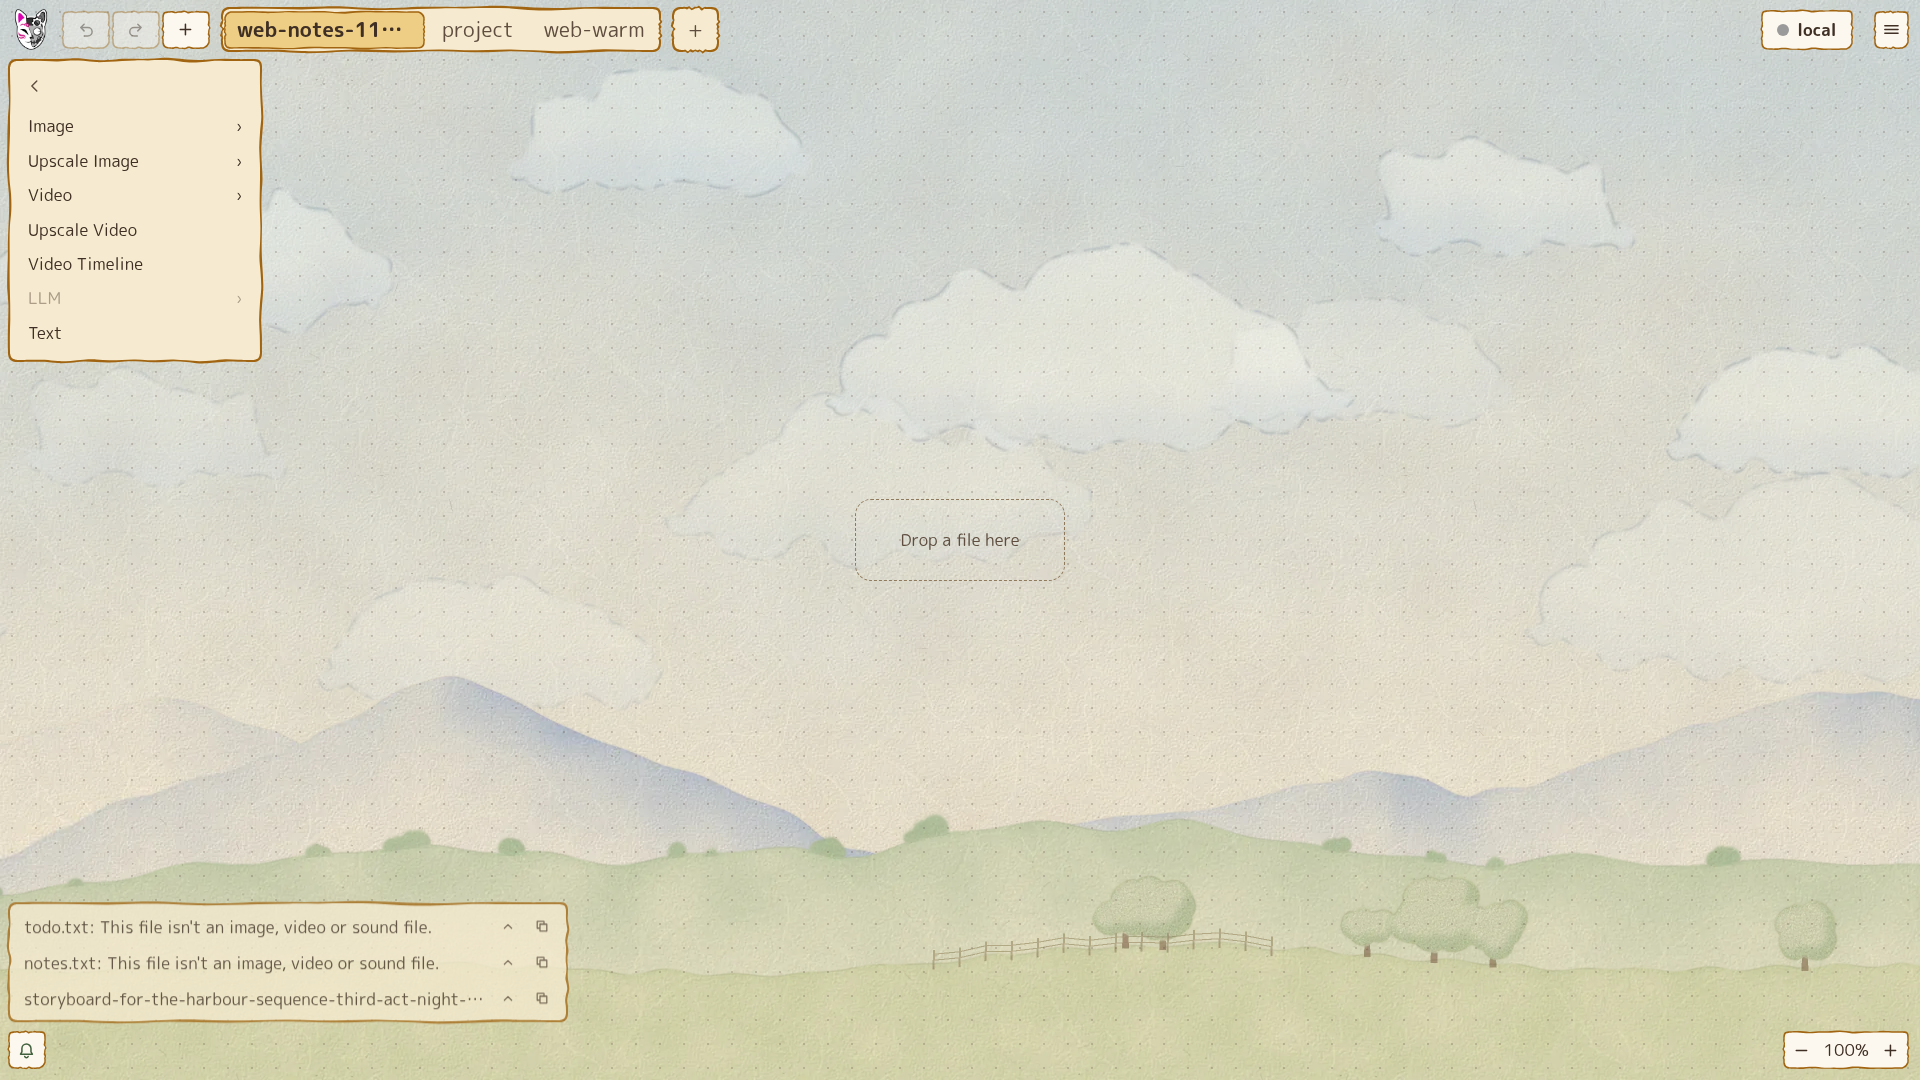 web-notes-11…
project
web-warm
local
Image
Upscale Image
Video
Upscale Video
Video Timeline
LLM
Text
Drop a file here
todo.txt: This file isn't an image, video or sound file.
notes.txt: This file isn't an image, video or sound file.
storyboard-for-the-harbour-sequence-third-act-night-…
100%